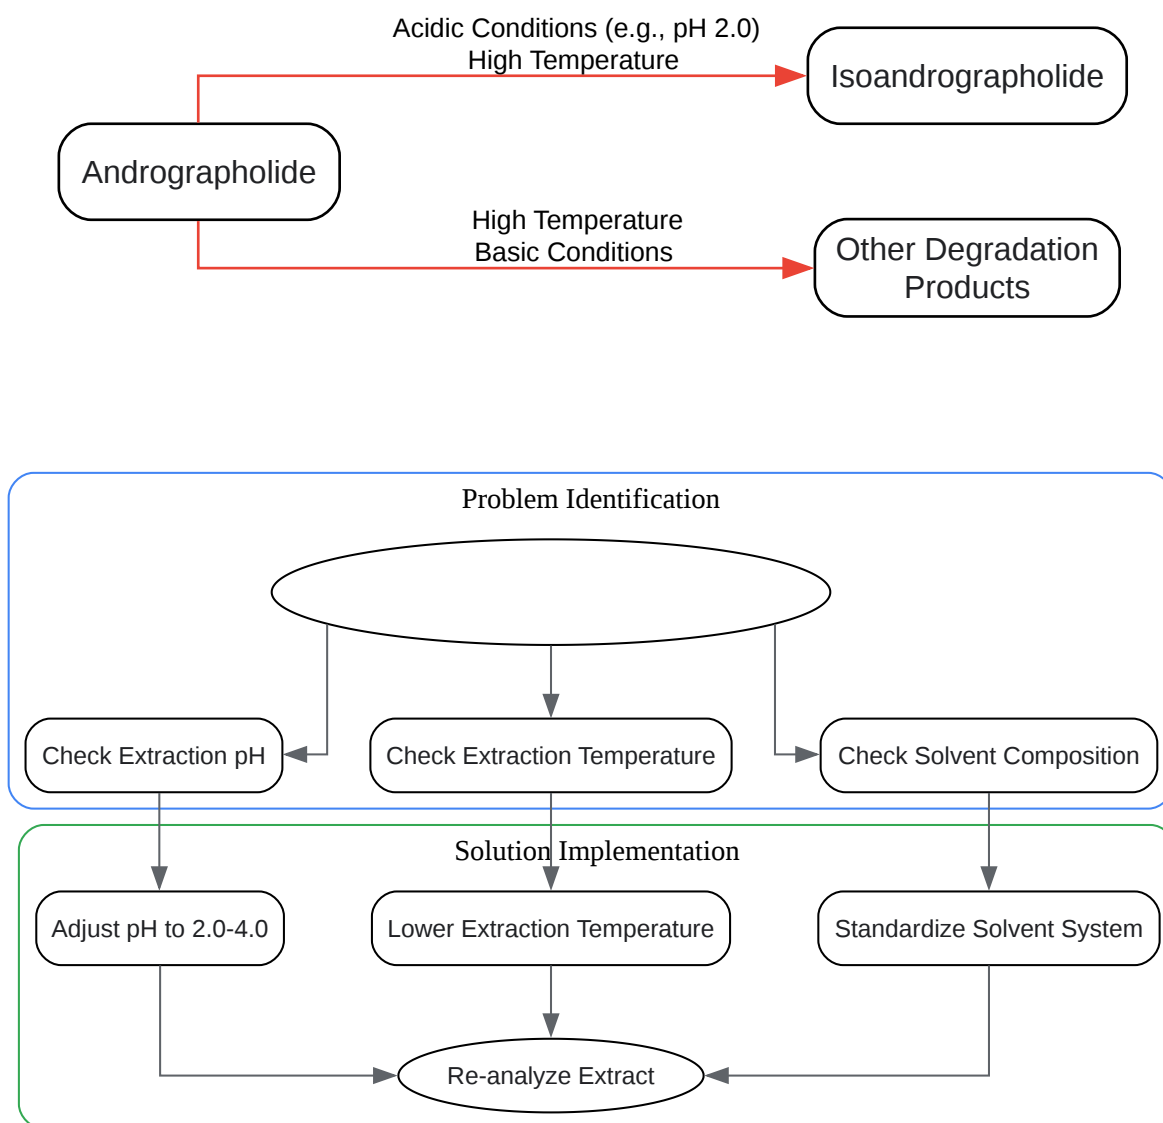 Acidic Conditions (e.g., pH 2.0)
High Temperature
Isoandrographolide
Andrographolide
High Temperature
Basic Conditions
Other Degradation
Products
Problem Identification
Check Extraction pH
Check Extraction Temperature
Check Solvent Composition
Solution Implementation
Adjust pH to 2.0-4.0
Lower Extraction Temperature
Standardize Solvent System
Re-analyze Extract